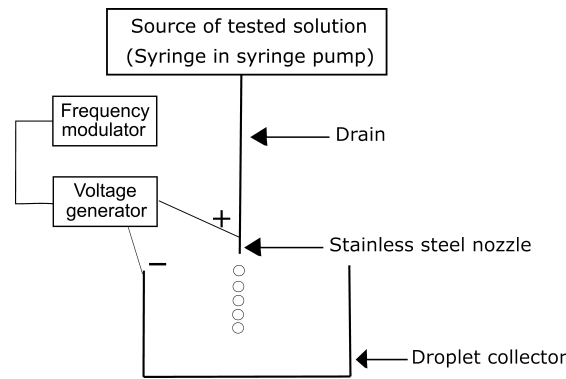 Source of tested solution
(Syringe in syringe pump)
Frequency
modulator
Drain
Voltage
generator
+
Stainless steel nozzle
−
Droplet collector